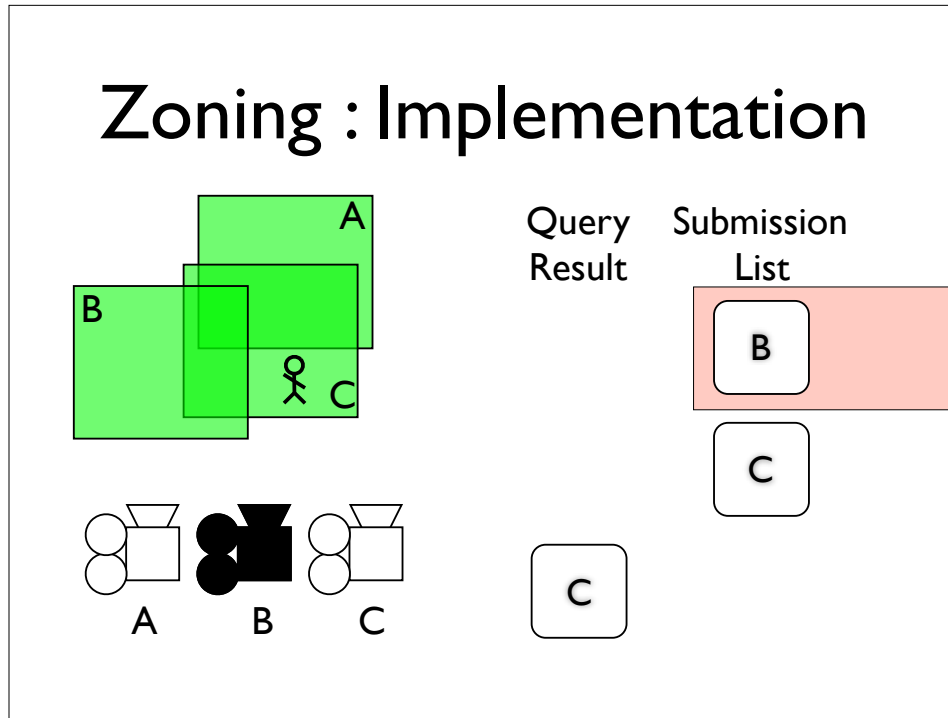 Zoning : Implementation
A
B
C
Query
Result
Submission
List
B
C
C
A B C